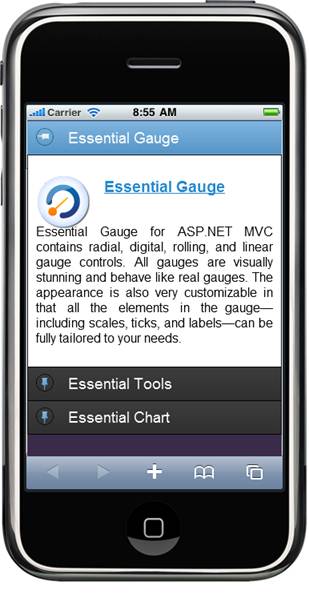 Carrier 8:55 AM
Essential Gauge
Essential Gauge
Essential Gauge for ASP.NET MVC
contains radial, digital, rolling, and linear
gauge controls. All gauges are visually
stunning and behave like real gauges. The
appearance is also very customizable in
that all the elements in the gauge—
including scales, ticks, and labels—can be
fully tailored to your needs.
Essential Tools
Essential Chart